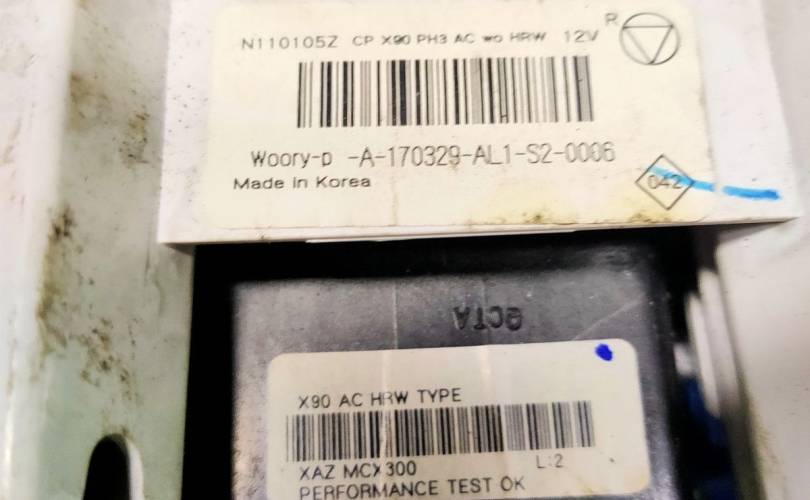 N110105Z CP X90 PH3 AC wo HRW 12V R
Woory-p -A-170329-AL1-S2-0006
Made in Korea
042
X90 AC HRW TYPE
XAZ MCX300 L:2
PERFORMANCE TEST OK